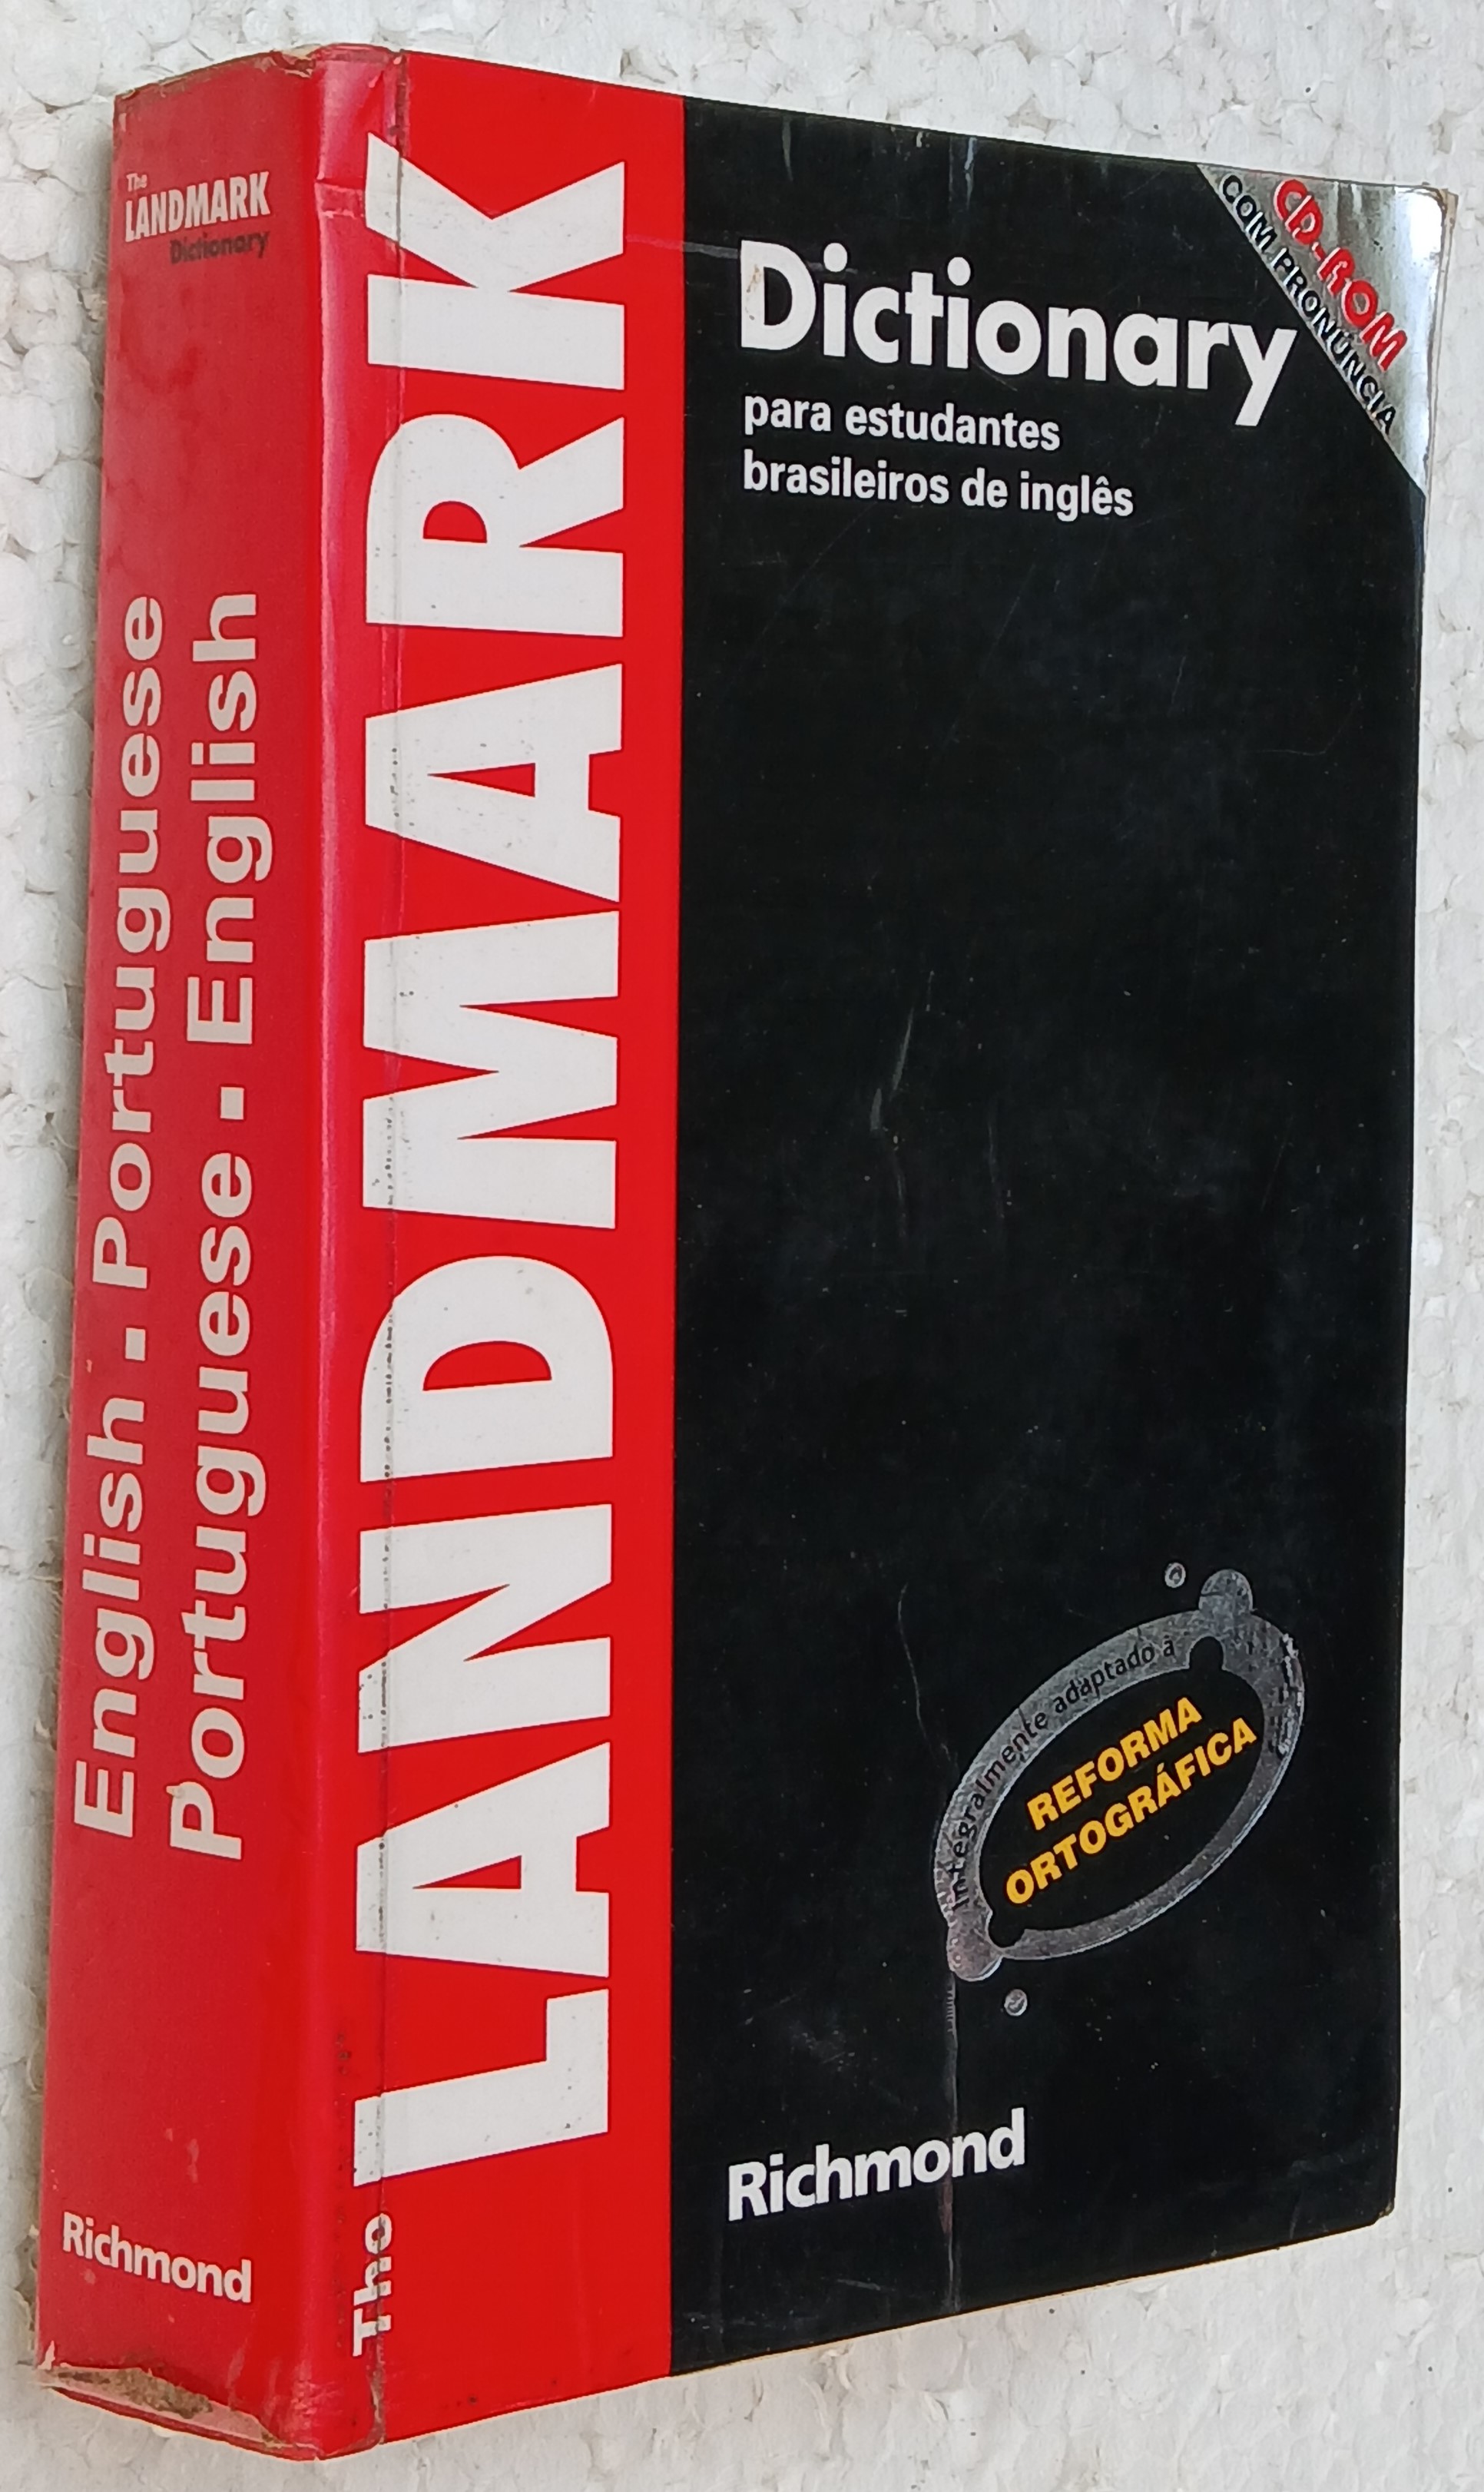 The
LANDMARK
Dictionary
English - Portuguese
Portuguese - English
Richmond
The LANDMARK
Dictionary
para estudantes
brasileiros de inglês
CD-ROM
COM PRONÚNCIA
integralmente adaptado à
REFORMA
ORTOGRÁFICA
Richmond